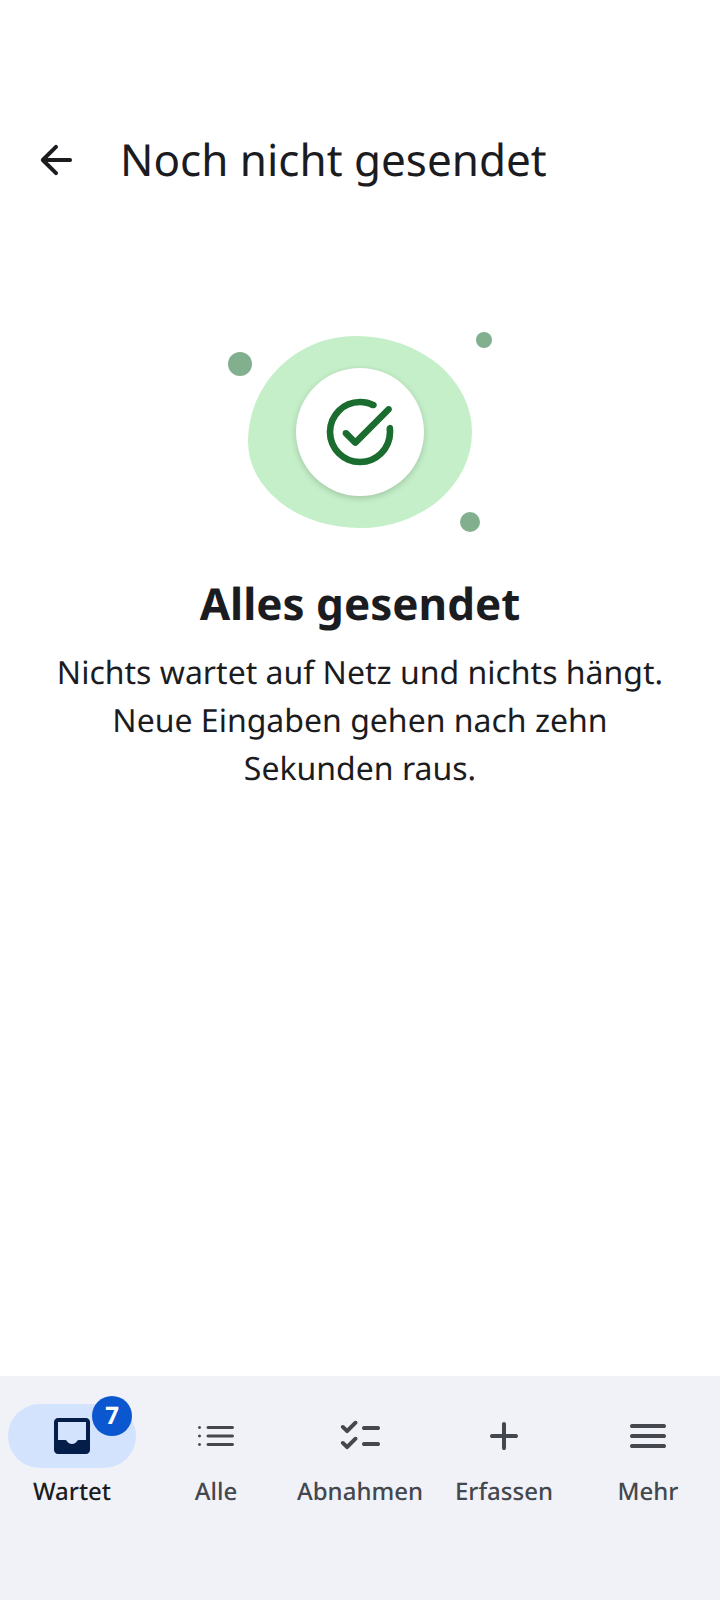 Noch nicht gesendet
Alles gesendet
Nichts wartet auf Netz und nichts hängt.
Neue Eingaben gehen nach zehn
Sekunden raus.
7
Wartet
Alle
Abnahmen
Erfassen
Mehr